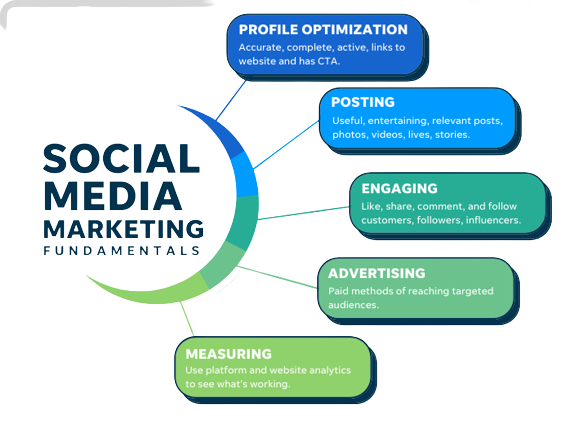 SOCIAL
MEDIA
MARKETING
FUNDAMENTALS
PROFILE OPTIMIZATION
Accurate, complete, active, links to
website and has CTA.
POSTING
Useful, entertaining, relevant posts,
photos, videos, lives, stories.
ENGAGING
Like, share, comment, and follow
customers, followers, influencers.
ADVERTISING
Paid methods of reaching targeted
audiences.
MEASURING
Use platform and website analytics
to see what's working.